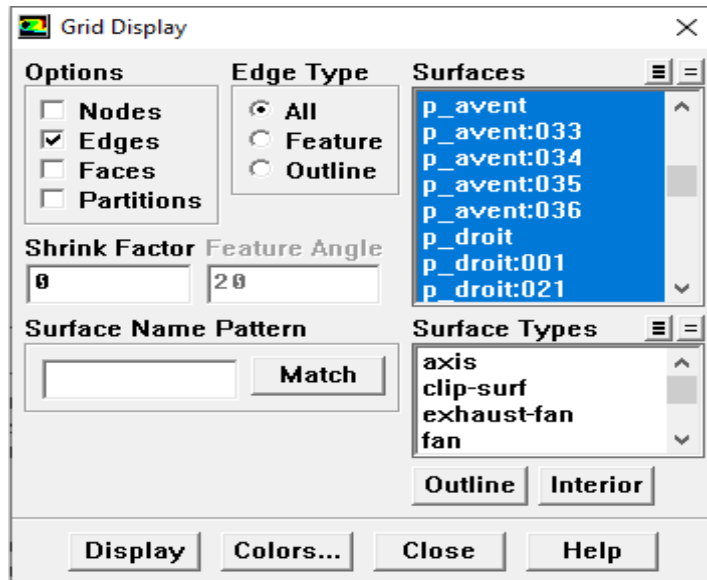 Grid Display
Options
Nodes
Edges
Faces
Partitions
Edge Type
All
Feature
Outline
Surfaces
p_avent
p_avent:033
p_avent:034
p_avent:035
p_avent:036
p_droit
p_droit:001
p_droit:021
Shrink Factor Feature Angle
0 20
Surface Name Pattern
Match
Surface Types
axis
clip-surf
exhaust-fan
fan
Outline Interior
Display Colors... Close Help